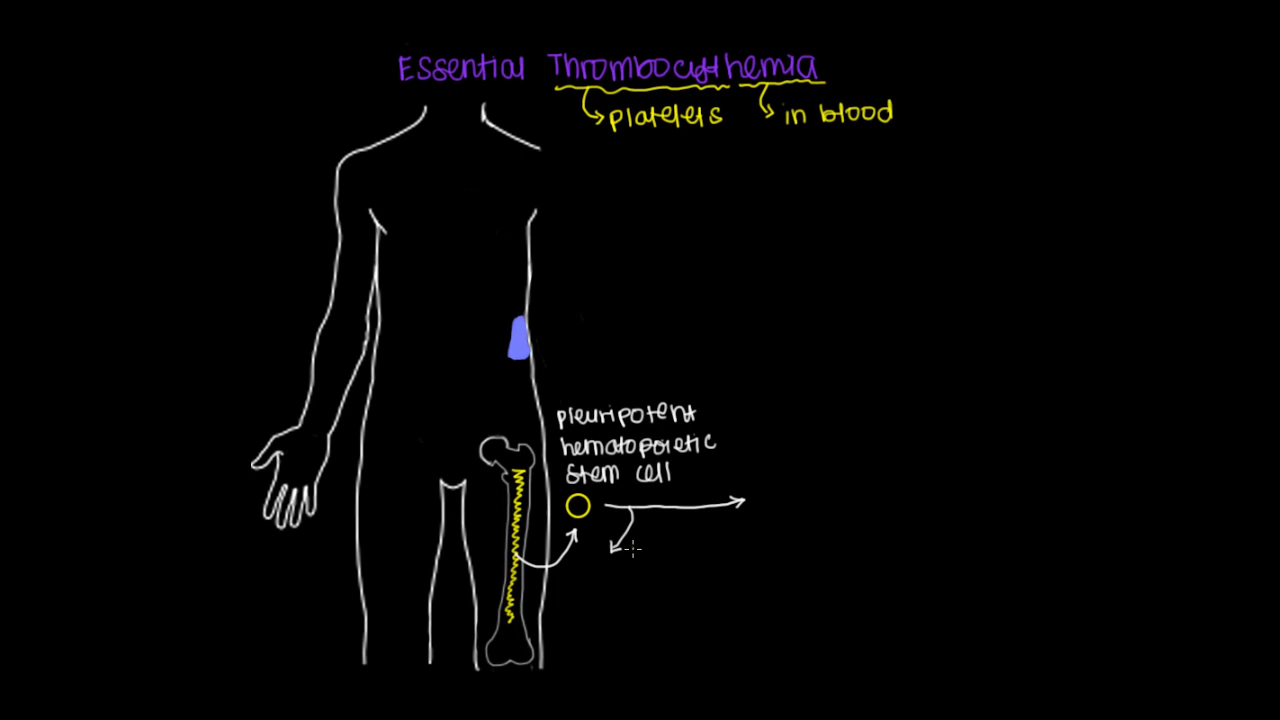 Essential Thrombocythemia
platelets in blood
pleuripotent
hematopoietic
stem cell